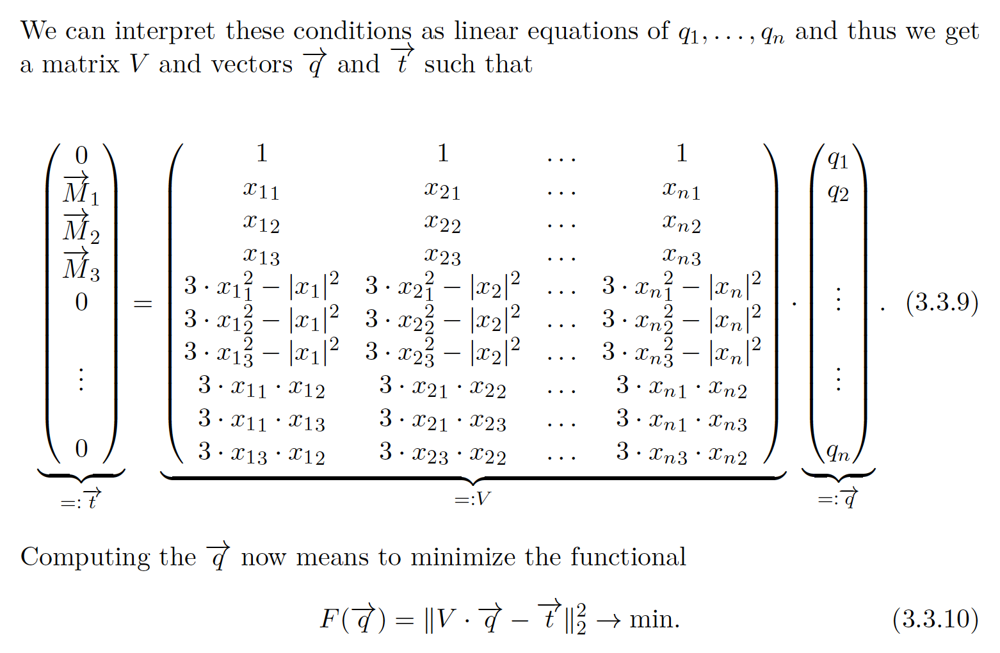 We can interpret these conditions as linear equations of $q_1, \ldots, q_n$ and thus we get
a matrix $V$ and vectors $\overrightarrow{q}$ and $\overrightarrow{t}$ such that
$$\underbrace{\begin{pmatrix} 0 \\ \overrightarrow{M}_1 \\ \overrightarrow{M}_2 \\ \overrightarrow{M}_3 \\ 0 \\ \\ \vdots \\ \\ 0 \end{pmatrix}}_{=:\overrightarrow{t}} = \underbrace{\begin{pmatrix} 1 & 1 & \ldots & 1 \\ x_{11} & x_{21} & \ldots & x_{n1} \\ x_{12} & x_{22} & \ldots & x_{n2} \\ x_{13} & x_{23} & \ldots & x_{n3} \\ 3 \cdot x_{11}^2 - |x_1|^2 & 3 \cdot x_{21}^2 - |x_2|^2 & \ldots & 3 \cdot x_{n1}^2 - |x_n|^2 \\ 3 \cdot x_{12}^2 - |x_1|^2 & 3 \cdot x_{22}^2 - |x_2|^2 & \ldots & 3 \cdot x_{n2}^2 - |x_n|^2 \\ 3 \cdot x_{13}^2 - |x_1|^2 & 3 \cdot x_{23}^2 - |x_2|^2 & \ldots & 3 \cdot x_{n3}^2 - |x_n|^2 \\ 3 \cdot x_{11} \cdot x_{12} & 3 \cdot x_{21} \cdot x_{22} & \ldots & 3 \cdot x_{n1} \cdot x_{n2} \\ 3 \cdot x_{11} \cdot x_{13} & 3 \cdot x_{21} \cdot x_{23} & \ldots & 3 \cdot x_{n1} \cdot x_{n3} \\ 3 \cdot x_{13} \cdot x_{12} & 3 \cdot x_{23} \cdot x_{22} & \ldots & 3 \cdot x_{n3} \cdot x_{n2} \end{pmatrix}}_{=:V} \cdot \underbrace{\begin{pmatrix} q_1 \\ q_2 \\ \\ \vdots \\ \\ \vdots \\ \\ q_n \end{pmatrix}}_{=:\overrightarrow{q}}. \quad (3.3.9)$$
Computing the $\overrightarrow{q}$ now means to minimize the functional
$$F(\overrightarrow{q}) = \|V \cdot \overrightarrow{q} - \overrightarrow{t}\|_2^2 \to \min. \quad (3.3.10)$$